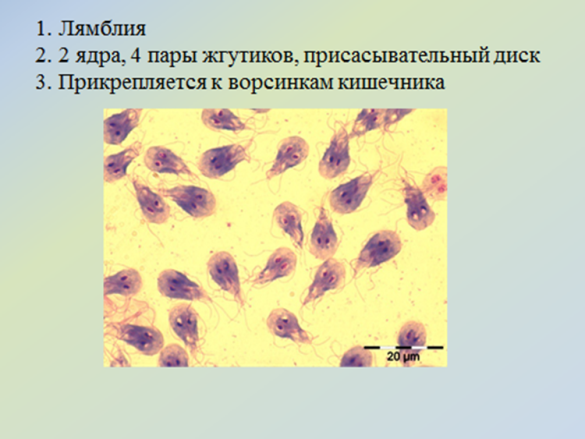 1. Лямблия
2. 2 ядра, 4 пары жгутиков, присасывательный диск
3. Прикрепляется к ворсинкам кишечника
20 µm